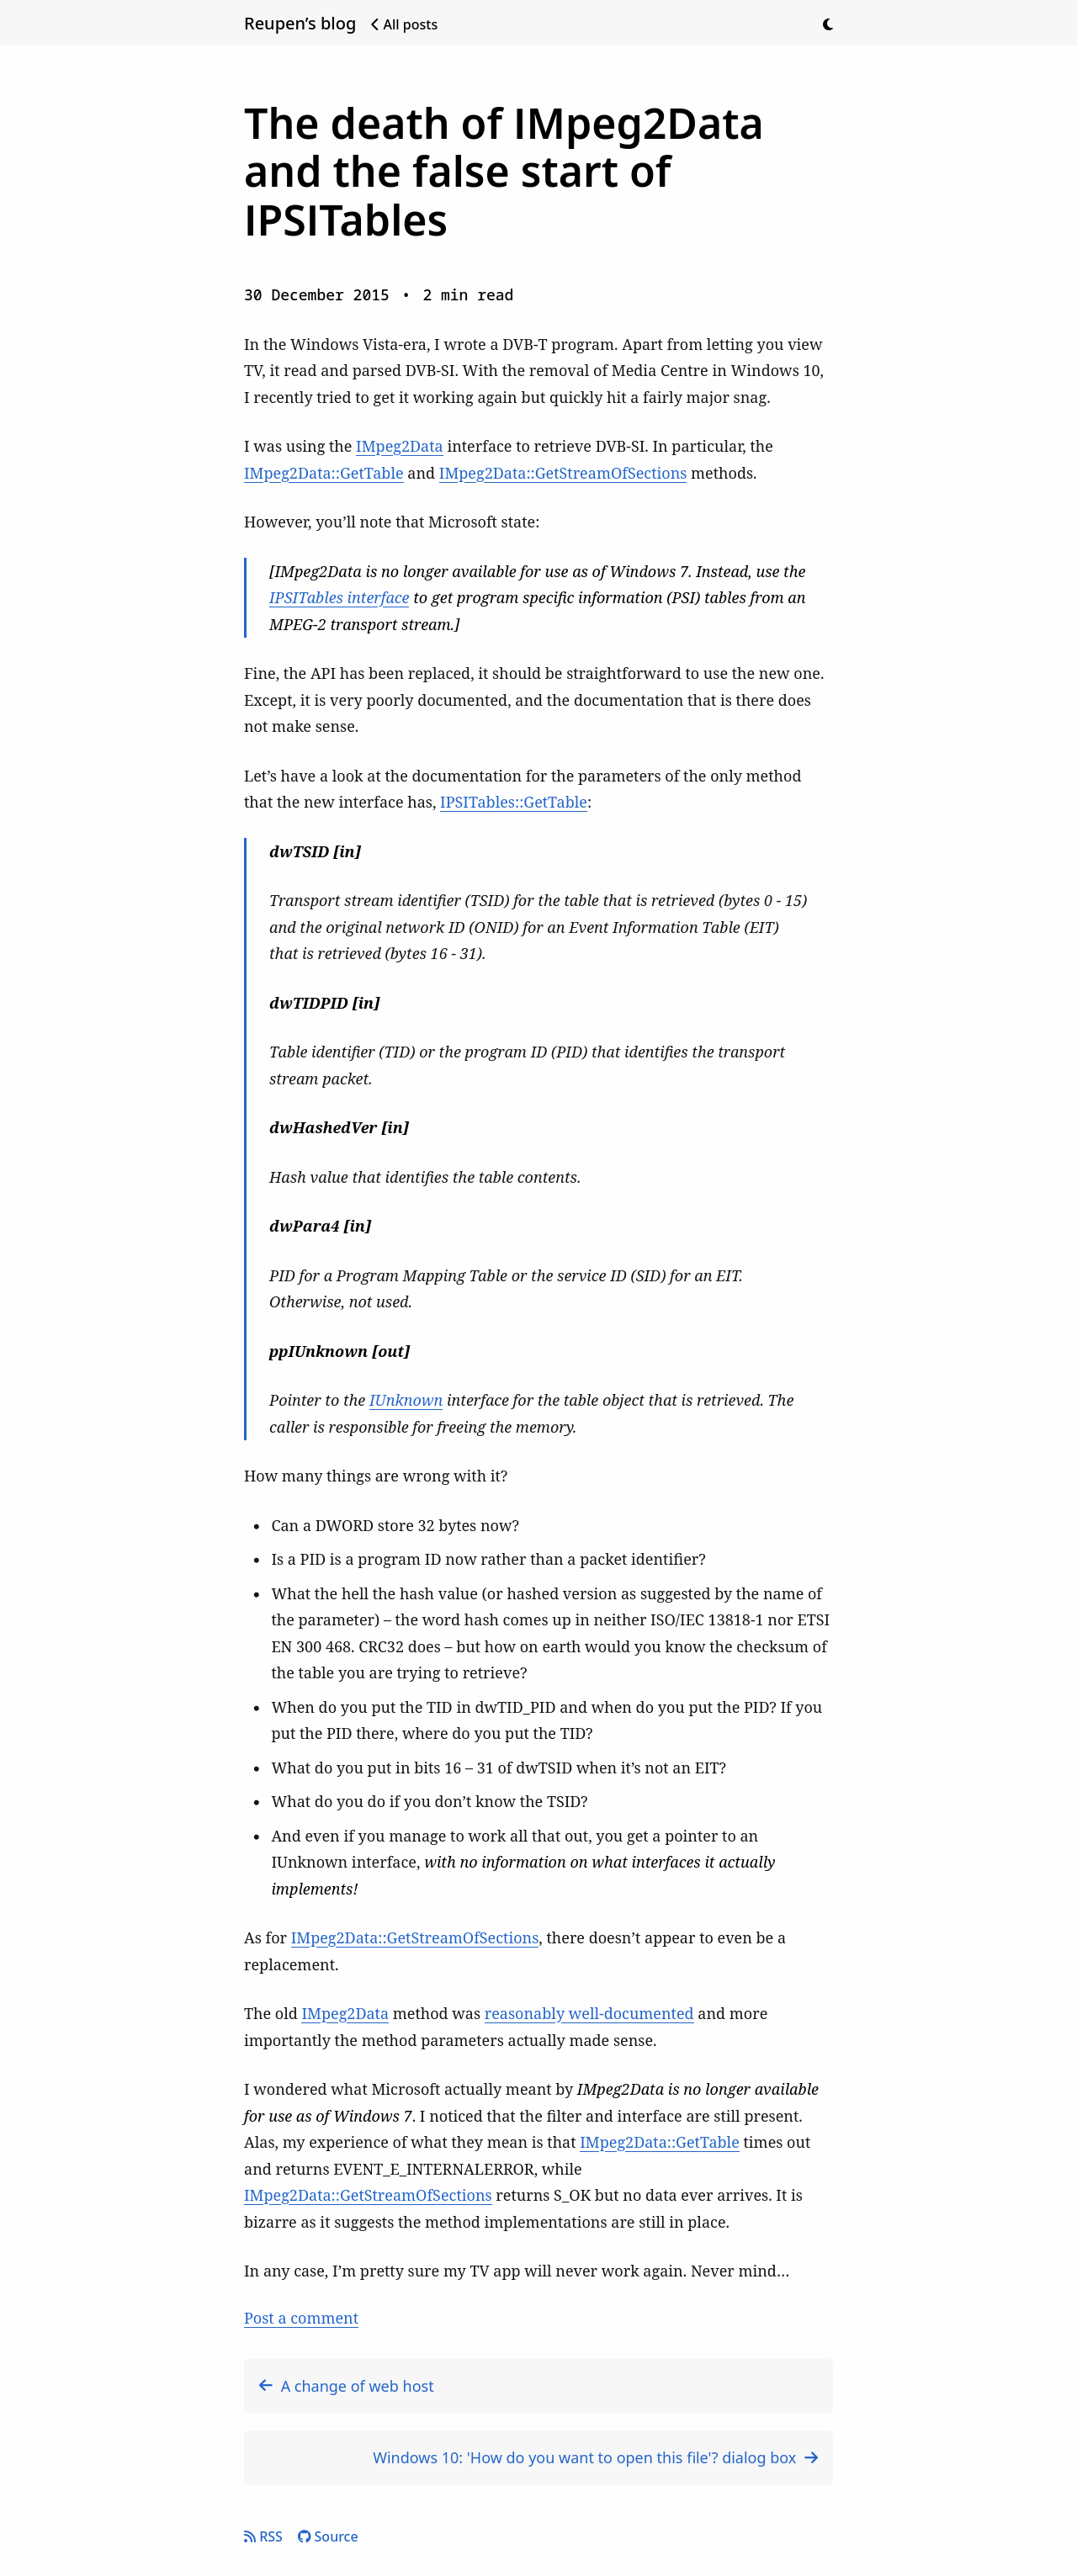 Reupen’s blog All posts
The death of IMpeg2Data
and the false start of
IPSITables
30 December 2015 • 2 min read
In the Windows Vista-era, I wrote a DVB-T program. Apart from letting you view
TV, it read and parsed DVB-SI. With the removal of Media Centre in Windows 10,
I recently tried to get it working again but quickly hit a fairly major snag.
I was using the IMpeg2Data interface to retrieve DVB-SI. In particular, the
IMpeg2Data::GetTable and IMpeg2Data::GetStreamOfSections methods.
However, you’ll note that Microsoft state:
[IMpeg2Data is no longer available for use as of Windows 7. Instead, use the
IPSITables interface to get program specific information (PSI) tables from an
MPEG-2 transport stream.]
Fine, the API has been replaced, it should be straightforward to use the new one.
Except, it is very poorly documented, and the documentation that is there does
not make sense.
Let’s have a look at the documentation for the parameters of the only method
that the new interface has, IPSITables::GetTable:
dwTSID [in]
Transport stream identifier (TSID) for the table that is retrieved (bytes 0 - 15)
and the original network ID (ONID) for an Event Information Table (EIT)
that is retrieved (bytes 16 - 31).
dwTIDPID [in]
Table identifier (TID) or the program ID (PID) that identifies the transport
stream packet.
dwHashedVer [in]
Hash value that identifies the table contents.
dwPara4 [in]
PID for a Program Mapping Table or the service ID (SID) for an EIT.
Otherwise, not used.
ppIUnknown [out]
Pointer to the IUnknown interface for the table object that is retrieved. The
caller is responsible for freeing the memory.
How many things are wrong with it?
• Can a DWORD store 32 bytes now?
• Is a PID is a program ID now rather than a packet identifier?
• What the hell the hash value (or hashed version as suggested by the name of
the parameter) – the word hash comes up in neither ISO/IEC 13818-1 nor ETSI
EN 300 468. CRC32 does – but how on earth would you know the checksum of
the table you are trying to retrieve?
• When do you put the TID in dwTID_PID and when do you put the PID? If you
put the PID there, where do you put the TID?
• What do you put in bits 16 – 31 of dwTSID when it’s not an EIT?
• What do you do if you don’t know the TSID?
• And even if you manage to work all that out, you get a pointer to an
IUnknown interface, with no information on what interfaces it actually
implements!
As for IMpeg2Data::GetStreamOfSections, there doesn’t appear to even be a
replacement.
The old IMpeg2Data method was reasonably well-documented and more
importantly the method parameters actually made sense.
I wondered what Microsoft actually meant by IMpeg2Data is no longer available
for use as of Windows 7. I noticed that the filter and interface are still present.
Alas, my experience of what they mean is that IMpeg2Data::GetTable times out
and returns EVENT_E_INTERNALERROR, while
IMpeg2Data::GetStreamOfSections returns S_OK but no data ever arrives. It is
bizarre as it suggests the method implementations are still in place.
In any case, I’m pretty sure my TV app will never work again. Never mind…
Post a comment
← A change of web host
Windows 10: 'How do you want to open this file'? dialog box →
RSS Source